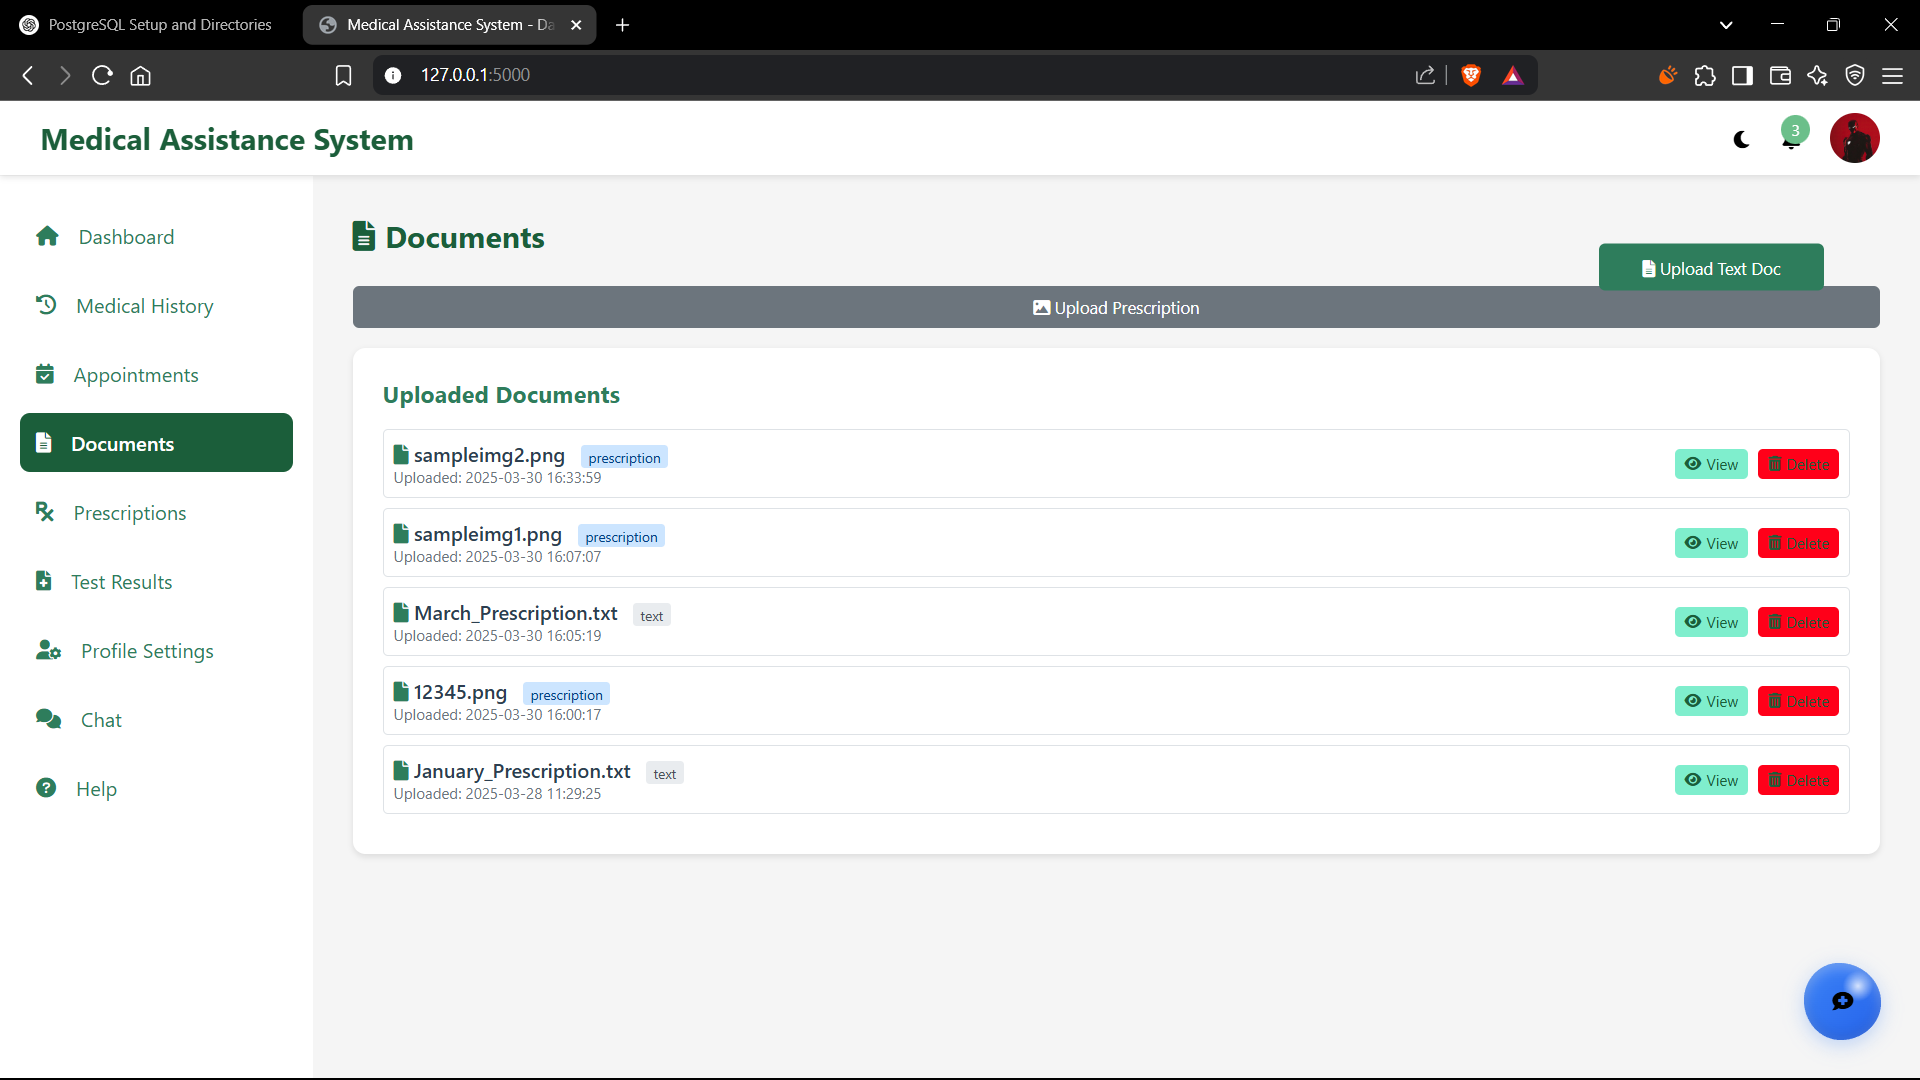 PostgreSQL Setup and Directories
Medical Assistance System - Da
127.0.0.1:5000
Medical Assistance System
3
Dashboard
Medical History
Appointments
Documents
Prescriptions
Test Results
Profile Settings
Chat
Help
Documents
Upload Text Doc
Upload Prescription
Uploaded Documents
sampleimg2.png prescription
Uploaded: 2025-03-30 16:33:59
View Delete
sampleimg1.png prescription
Uploaded: 2025-03-30 16:07:07
View Delete
March_Prescription.txt text
Uploaded: 2025-03-30 16:05:19
View Delete
12345.png prescription
Uploaded: 2025-03-30 16:00:17
View Delete
January_Prescription.txt text
Uploaded: 2025-03-28 11:29:25
View Delete